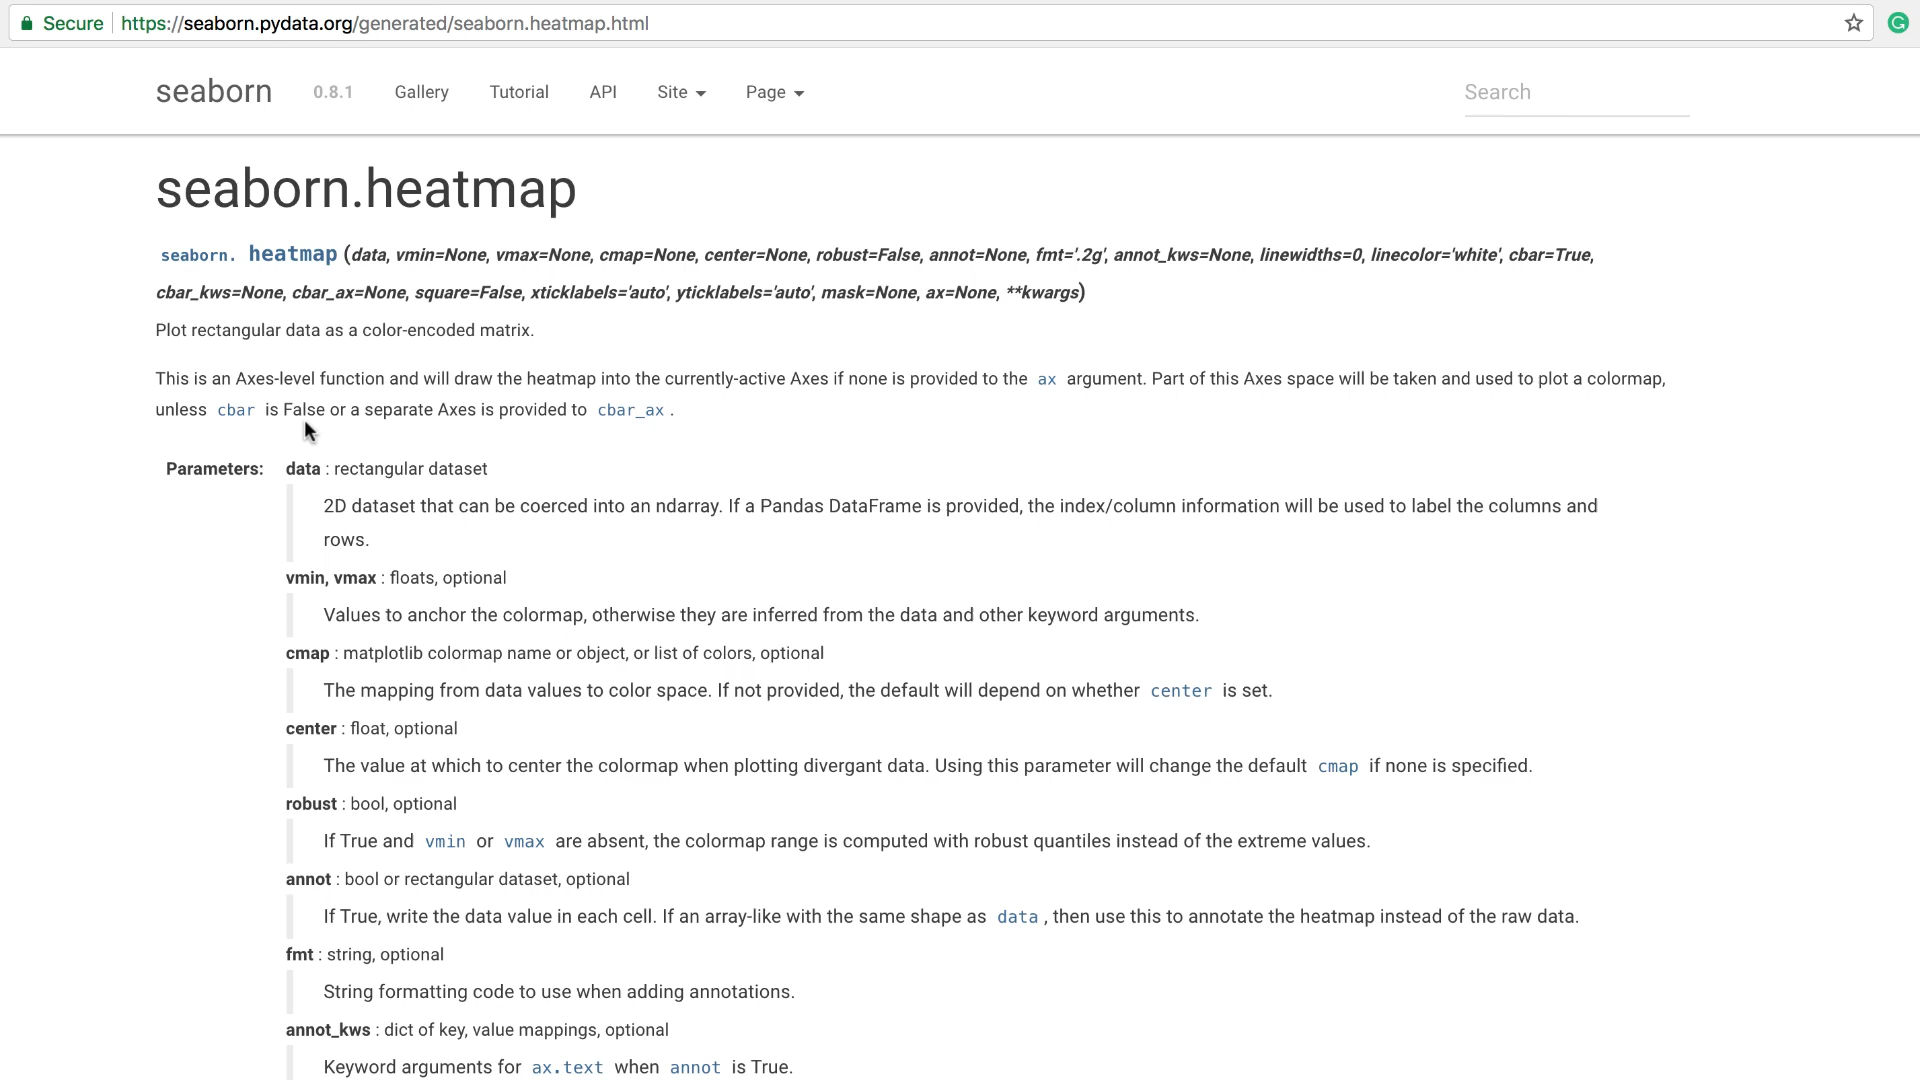 Secure https://seaborn.pydata.org/generated/seaborn.heatmap.html
seaborn 0.8.1 Gallery Tutorial API Site Page Search
seaborn.heatmap
seaborn. heatmap (data, vmin=None, vmax=None, cmap=None, center=None, robust=False, annot=None, fmt='.2g', annot_kws=None, linewidths=0, linecolor='white', cbar=True,
cbar_kws=None, cbar_ax=None, square=False, xticklabels='auto', yticklabels='auto', mask=None, ax=None, **kwargs)
Plot rectangular data as a color-encoded matrix.
This is an Axes-level function and will draw the heatmap into the currently-active Axes if none is provided to the ax argument. Part of this Axes space will be taken and used to plot a colormap,
unless cbar is False or a separate Axes is provided to cbar_ax .
Parameters: data : rectangular dataset
2D dataset that can be coerced into an ndarray. If a Pandas DataFrame is provided, the index/column information will be used to label the columns and
rows.
vmin, vmax : floats, optional
Values to anchor the colormap, otherwise they are inferred from the data and other keyword arguments.
cmap : matplotlib colormap name or object, or list of colors, optional
The mapping from data values to color space. If not provided, the default will depend on whether center is set.
center : float, optional
The value at which to center the colormap when plotting divergant data. Using this parameter will change the default cmap if none is specified.
robust : bool, optional
If True and vmin or vmax are absent, the colormap range is computed with robust quantiles instead of the extreme values.
annot : bool or rectangular dataset, optional
If True, write the data value in each cell. If an array-like with the same shape as data , then use this to annotate the heatmap instead of the raw data.
fmt : string, optional
String formatting code to use when adding annotations.
annot_kws : dict of key, value mappings, optional
Keyword arguments for ax.text when annot is True.